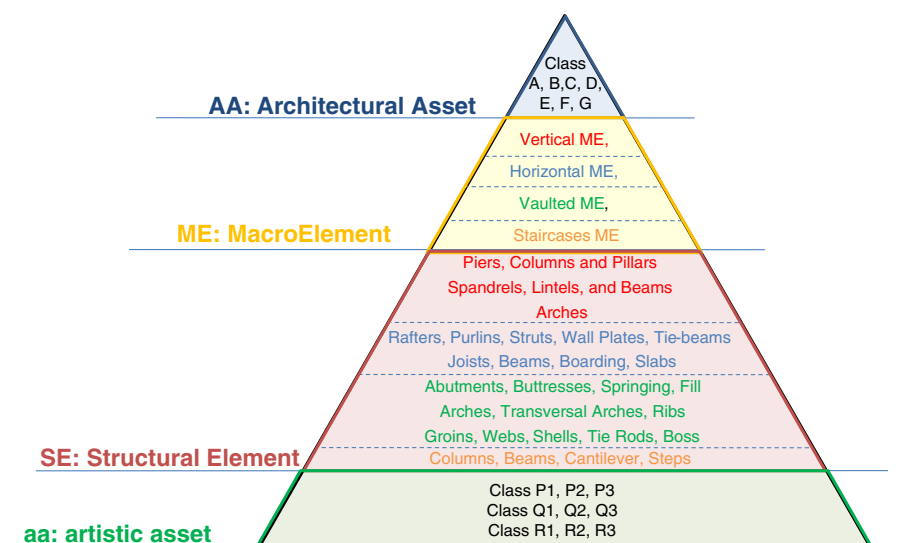 Class
A, B,C, D,
E, F, G
AA: Architectural Asset
Vertical ME,
Horizontal ME,
Vaulted ME,
ME: MacroElement
Staircases ME
Piers, Columns and Pillars
Spandrels, Lintels, and Beams
Arches
Rafters, Purlins, Struts, Wall Plates, Tie-beams
Joists, Beams, Boarding, Slabs
Abutments, Buttresses, Springing, Fill
Arches, Transversal Arches, Ribs
Groins, Webs, Shells, Tie Rods, Boss
SE: Structural Element
Columns, Beams, Cantilever, Steps
Class P1, P2, P3
Class Q1, Q2, Q3
Class R1, R2, R3
aa: artistic asset